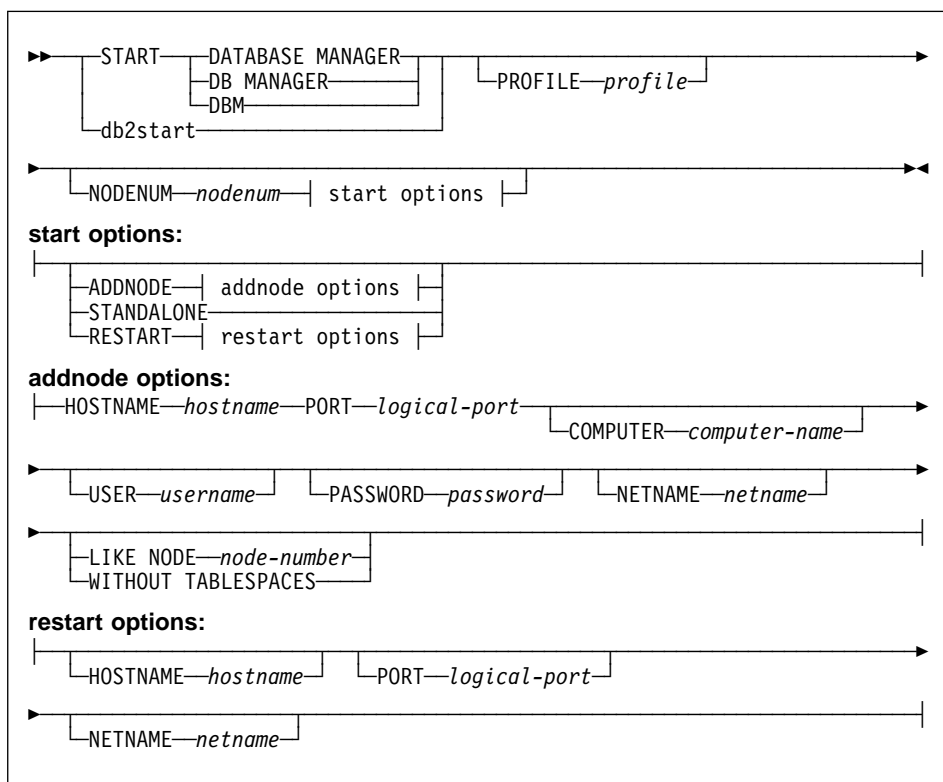 START DATABASE MANAGER PROFILE profile
DB MANAGER
DBM
db2start
NODENUM nodenum start options
start options:
ADDNODE addnode options
STANDALONE
RESTART restart options
addnode options:
HOSTNAME hostname PORT logical-port COMPUTER computer-name
USER username PASSWORD password NETNAME netname
LIKE NODE node-number
WITHOUT TABLESPACES
restart options:
HOSTNAME hostname PORT logical-port
NETNAME netname